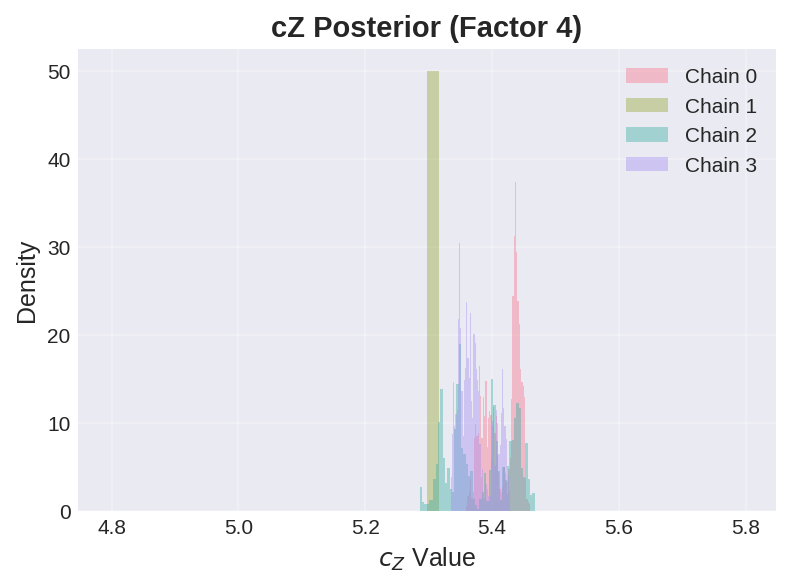 cZ Posterior (Factor 4)
Chain 0
Chain 1
Chain 2
Chain 3
50
40
30
20
10
0
Density
4.8 5.0 5.2 5.4 5.6 5.8
c_Z Value